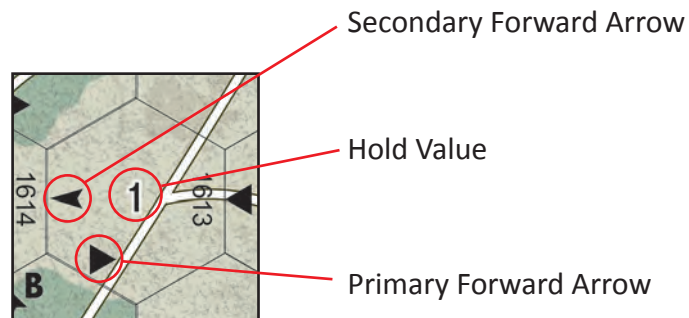 Secondary Forward Arrow
Hold Value
Primary Forward Arrow
1614
1
1613
B